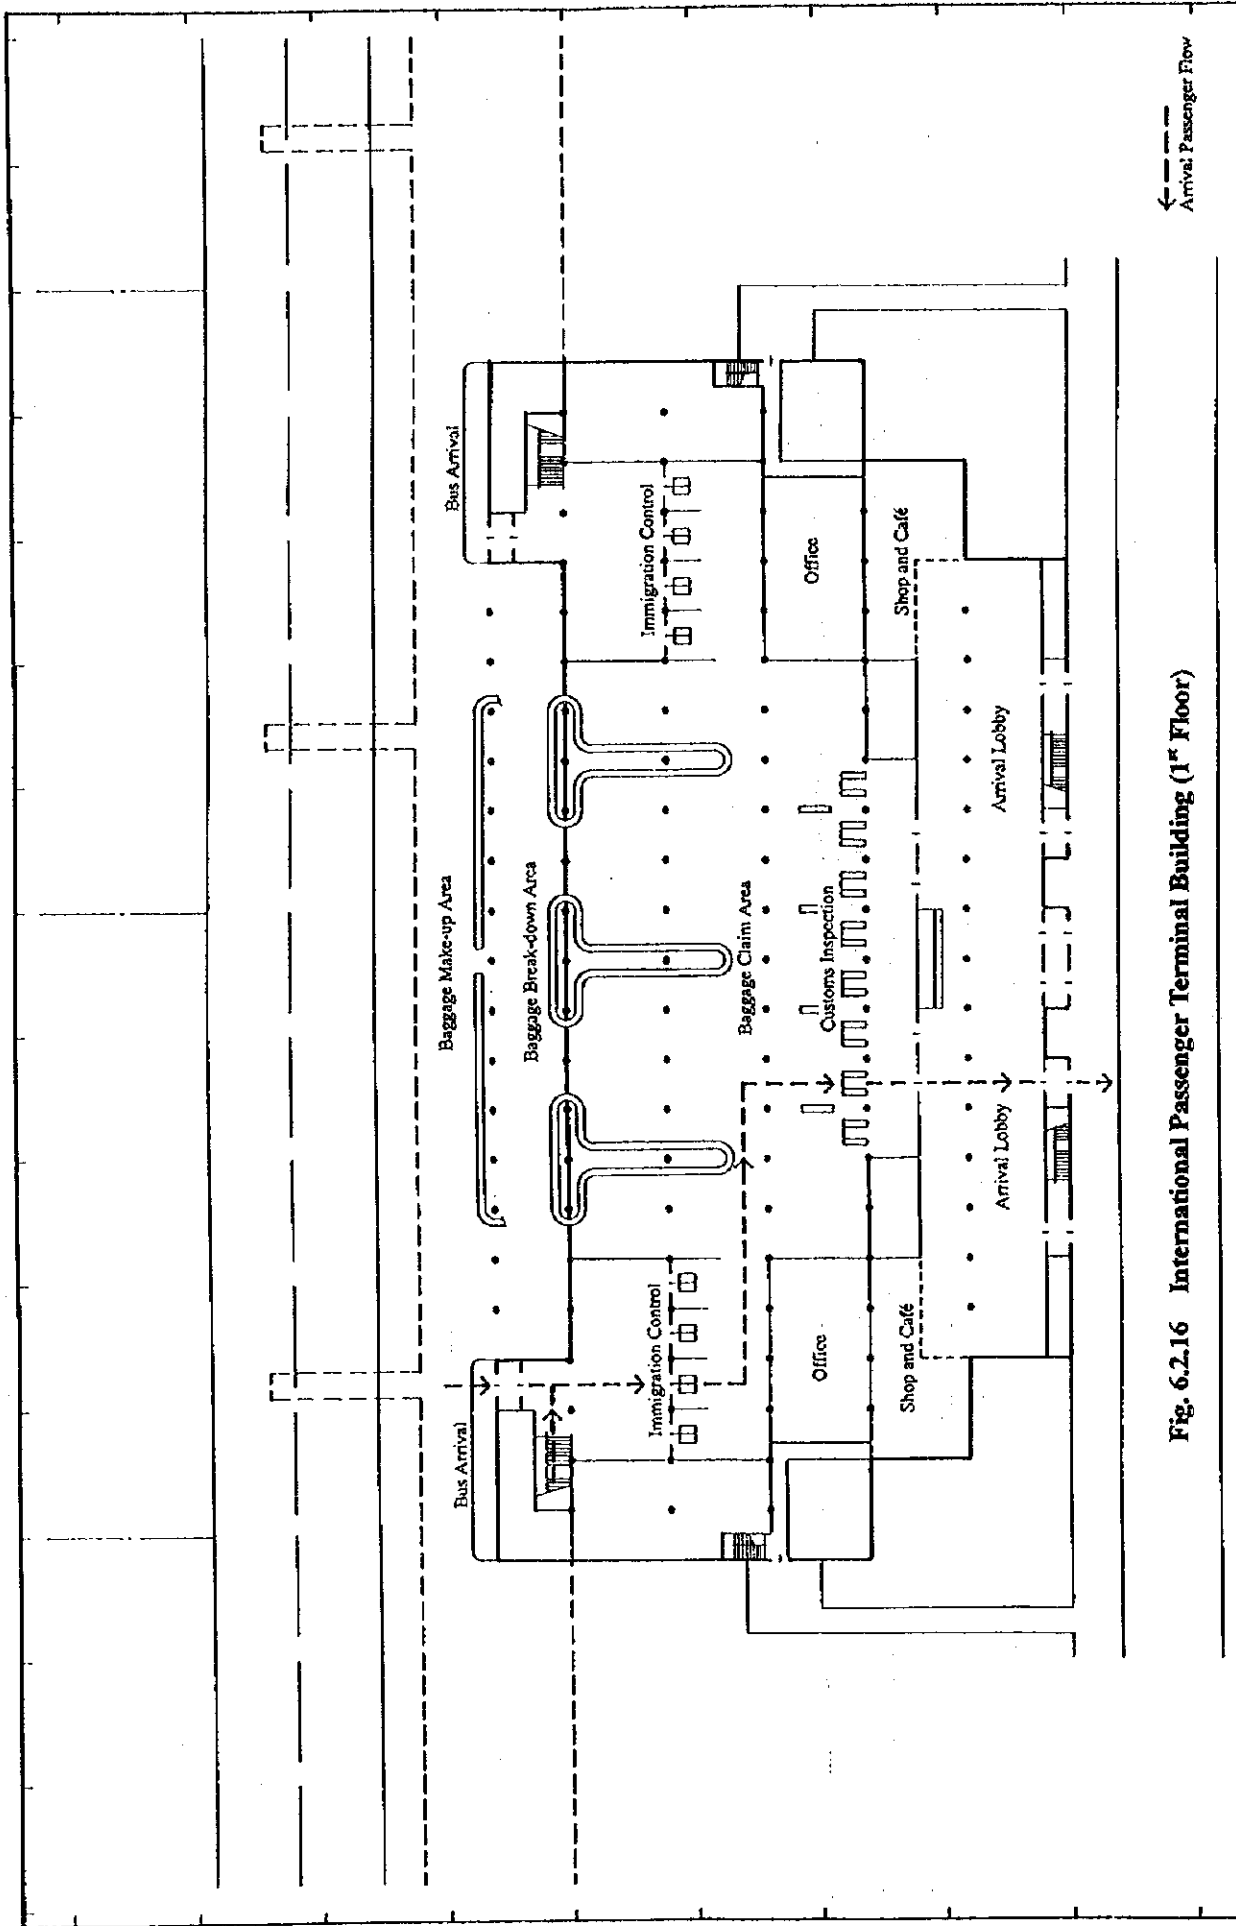 Bus Arrival
Baggage Make-up Area
Bus Arrival
Baggage Break-down Area
Immigration Control
Immigration Control
Baggage Claim Area
Office
Customs Inspection
Office
Shop and Café
Shop and Café
Arrival Lobby
Arrival Lobby
Arrival Passenger Flow
Fig. 6.2.16 International Passenger Terminal Building (1st Floor)